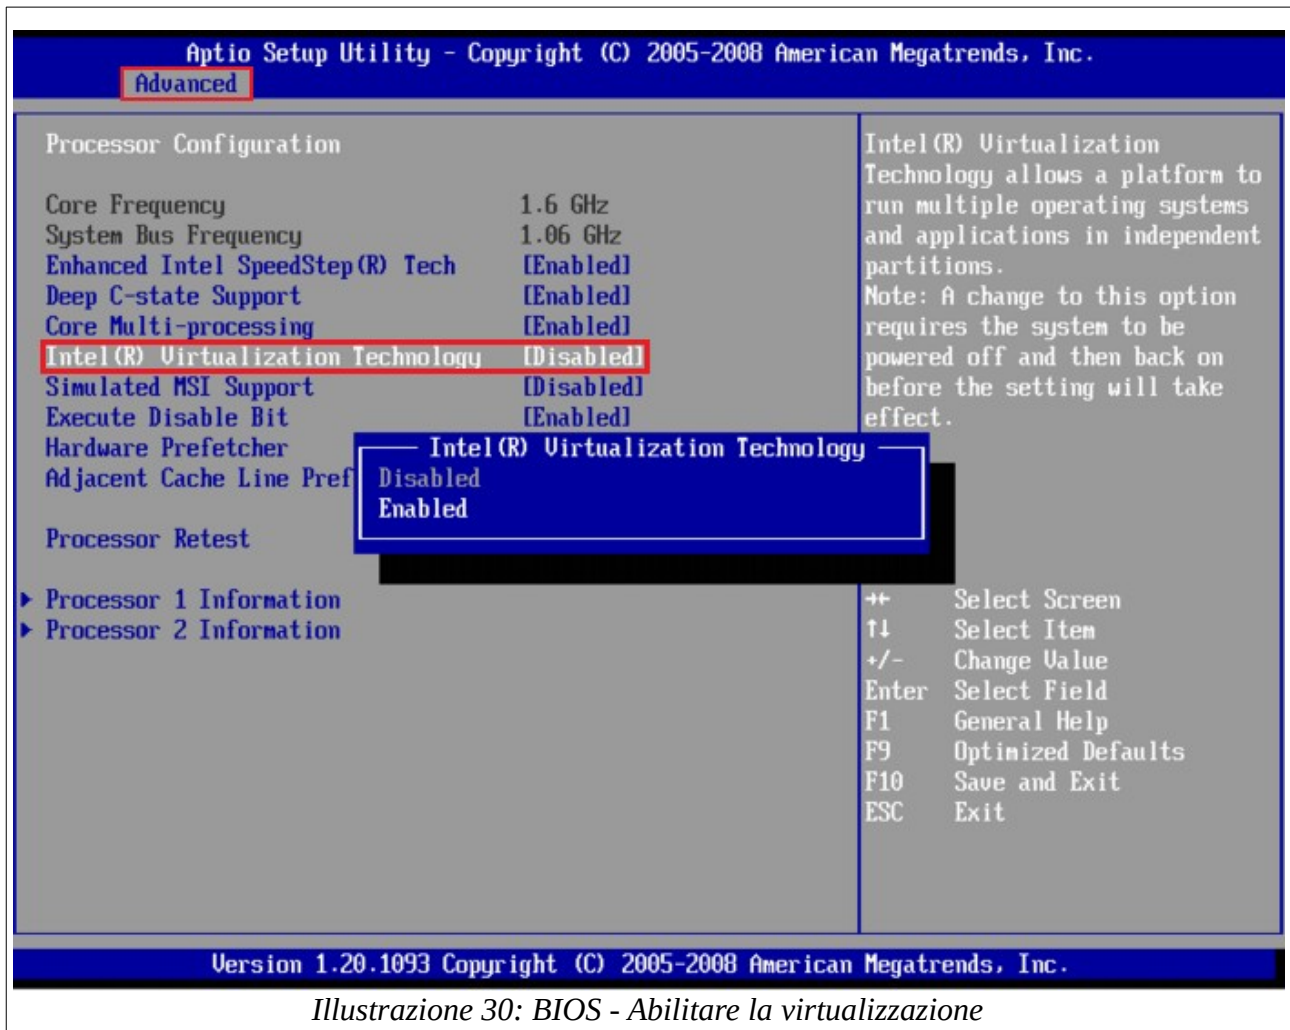 Aptio Setup Utility - Copyright (C) 2005-2008 American Megatrends, Inc.
Advanced
Processor Configuration
Core Frequency 1.6 GHz
System Bus Frequency 1.06 GHz
Enhanced Intel SpeedStep(R) Tech [Enabled]
Deep C-state Support [Enabled]
Core Multi-processing [Enabled]
Intel(R) Virtualization Technology [Disabled]
Simulated MSI Support [Disabled]
Execute Disable Bit [Enabled]
Hardware Prefetcher
Adjacent Cache Line Pref
Processor Retest
Processor 1 Information
Processor 2 Information
Intel(R) Virtualization Technology
Disabled
Enabled
Intel(R) Virtualization
Technology allows a platform to
run multiple operating systems
and applications in independent
partitions.
Note: A change to this option
requires the system to be
powered off and then back on
before the setting will take
effect.
→← Select Screen
↑↓ Select Item
+/- Change Value
Enter Select Field
F1 General Help
F9 Optimized Defaults
F10 Save and Exit
ESC Exit
Version 1.20.1093 Copyright (C) 2005-2008 American Megatrends, Inc.
Illustrazione 30: BIOS - Abilitare la virtualizzazione